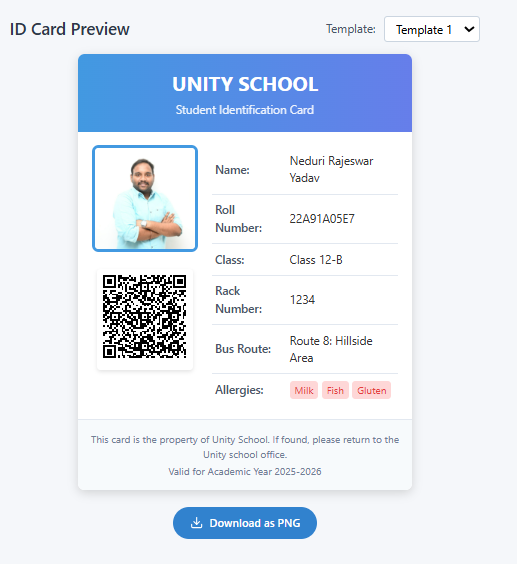 ID Card Preview
Template: Template 1
UNITY SCHOOL
Student Identification Card
Name:
Neduri Rajeswar
Yadav
Roll
Number:
22A91A05E7
Class:
Class 12-B
Rack
Number:
1234
Bus Route:
Route 8: Hillside
Area
Allergies:
Milk Fish Gluten
This card is the property of Unity School. If found, please return to the
Unity school office.
Valid for Academic Year 2025-2026
Download as PNG